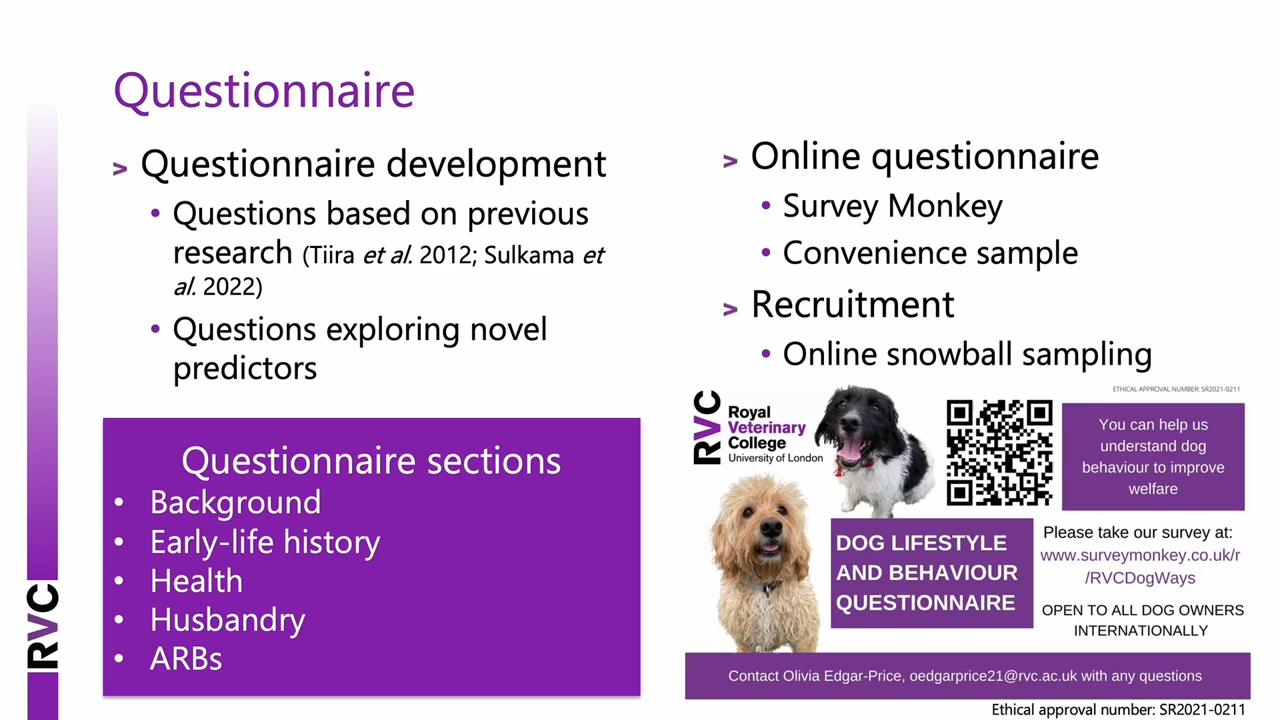 Questionnaire
> Questionnaire development
• Questions based on previous
research (Tiira et al. 2012; Sulkama et
al. 2022)
• Questions exploring novel
predictors
Questionnaire sections
• Background
• Early-life history
• Health
• Husbandry
• ARBs
> Online questionnaire
• Survey Monkey
• Convenience sample
> Recruitment
• Online snowball sampling
ETHICAL APPROVAL NUMBER: SR2021-0211
RVC
Royal
Veterinary
College
University of London
You can help us
understand dog
behaviour to improve
welfare
DOG LIFESTYLE
AND BEHAVIOUR
QUESTIONNAIRE
Please take our survey at:
www.surveymonkey.co.uk/r
/RVCDogWays
OPEN TO ALL DOG OWNERS
INTERNATIONALLY
Contact Olivia Edgar-Price, oedgarprice21@rvc.ac.uk with any questions
Ethical approval number: SR2021-0211
RVC